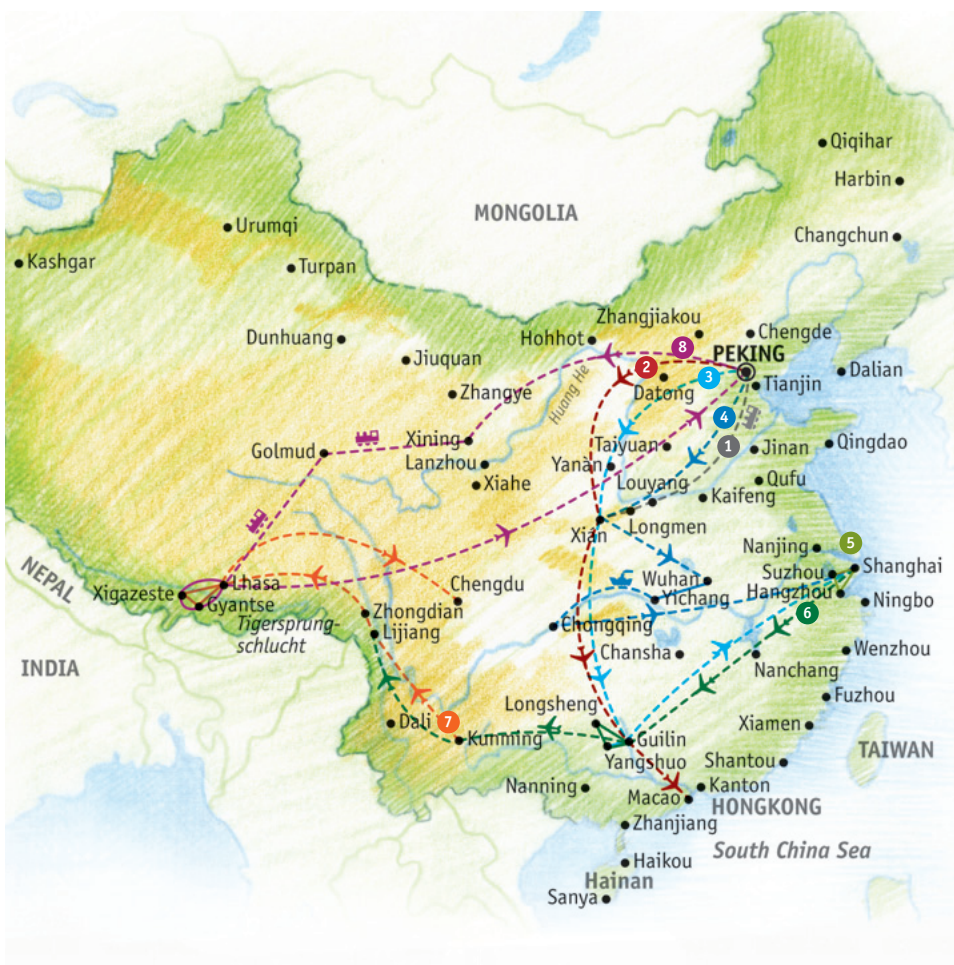 Qiqihar
Harbin
MONGOLIA
Urumqi
Changchun
Kashgar
Turpan
Zhangjiakou
Chengde
Dunhuang
Hohhot
8
PEKING
Jiuquan
2
3
Dalian
Tianjin
Datong
Zhangye
Huang He
4
Xining
Taiyuan
1
Jinan
Qingdao
Golmud
Lanzhou
Yanàn
Xiahe
Louyang
Qufu
Kaifeng
Xián
Longmen
Nanjing
5
NEPAL
Lhasa
Wuhan
Suzhou
Shanghai
Xigazeste
Chengdu
Hangzhou
Gyantse
Yichang
Ningbo
Zhongdian
6
Tigersprung-
schlucht
Lijiang
Chongqing
INDIA
Chansha
Nanchang
Wenzhou
Longsheng
Fuzhou
Dali
7
Kunming
Guilin
Xiamen
Yangshuo
TAIWAN
Shantou
Nanning
Kanton
Macao
HONGKONG
Zhanjiang
South China Sea
Haikou
Hainan
Sanya